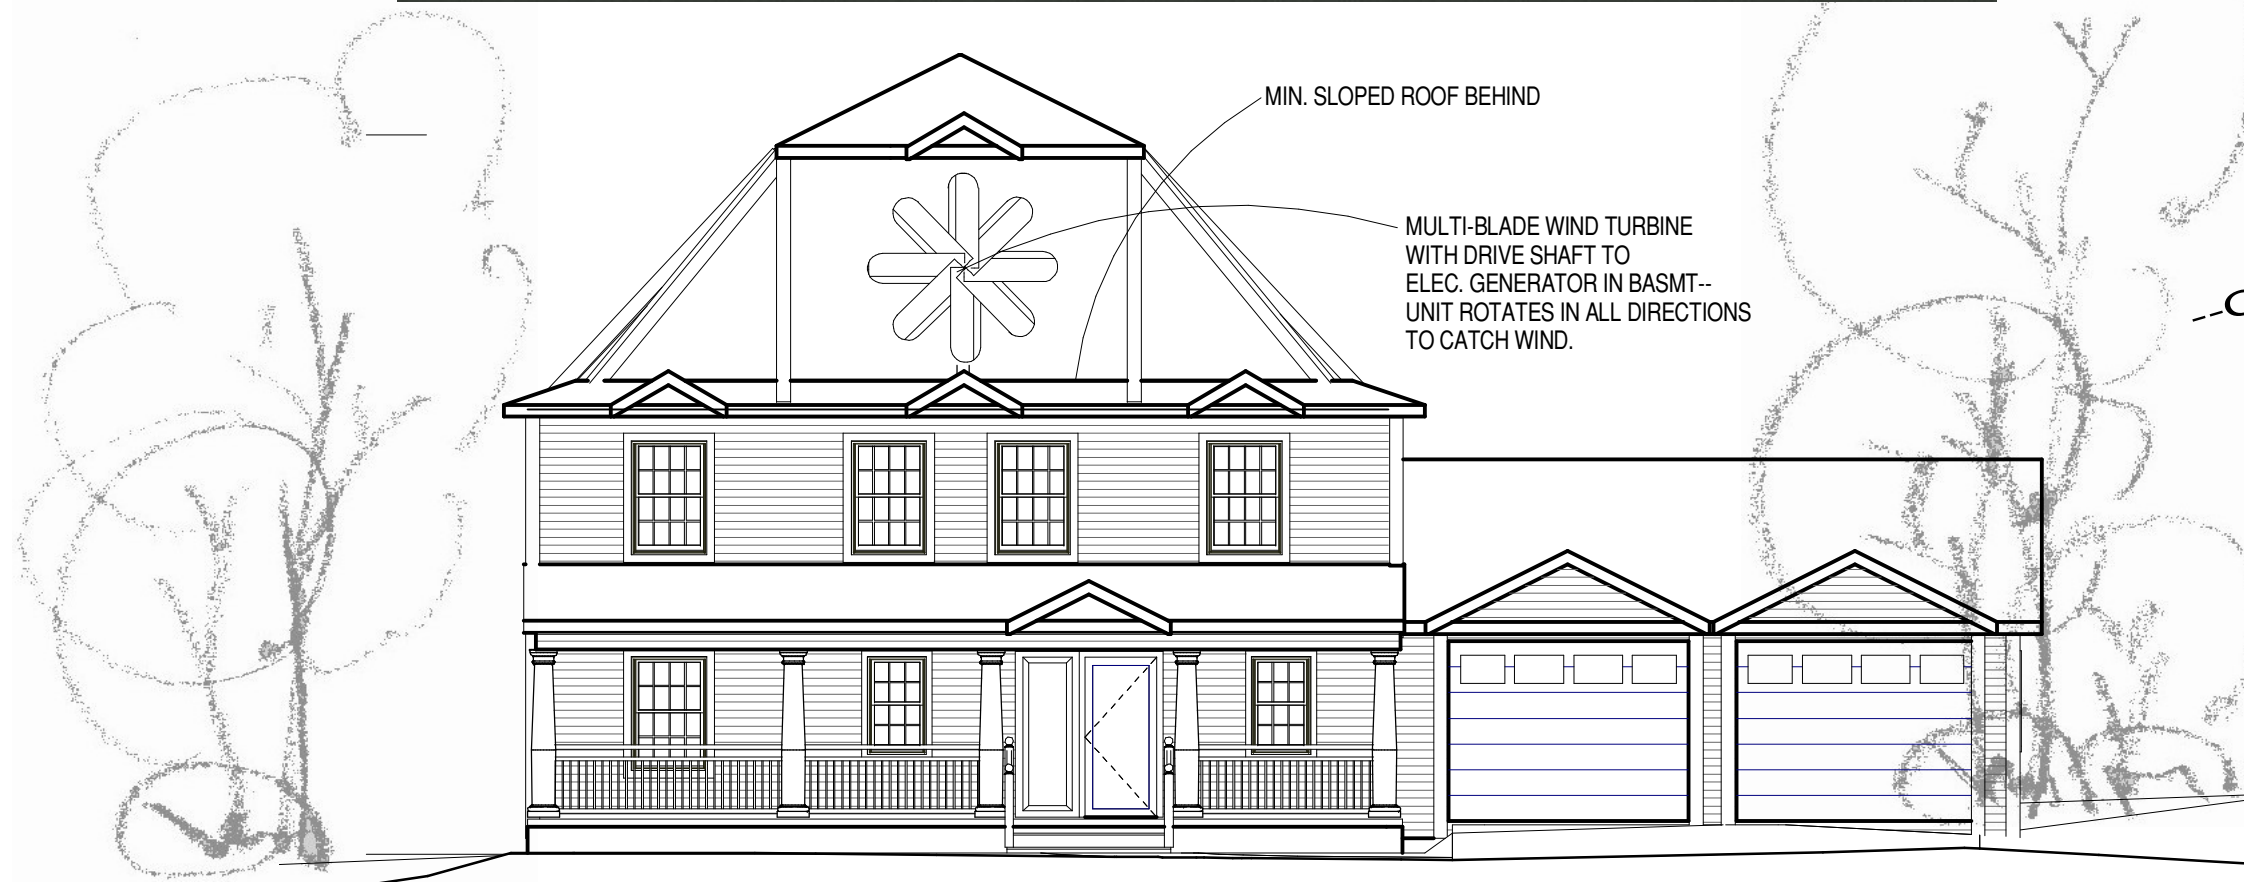 MIN. SLOPED ROOF BEHIND
MULTI-BLADE WIND TURBINE
WITH DRIVE SHAFT TO
ELEC. GENERATOR IN BASMT--
UNIT ROTATES IN ALL DIRECTIONS
TO CATCH WIND.